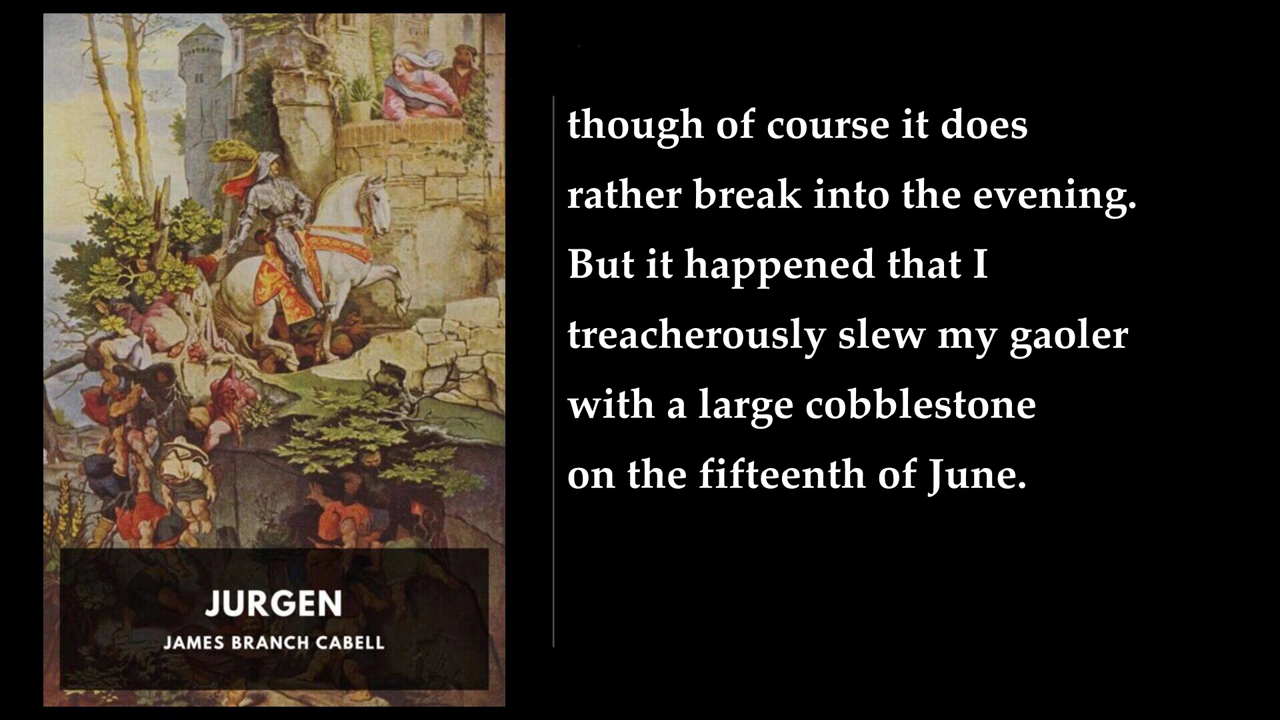 though of course it does
rather break into the evening.
But it happened that I
treacherously slew my gaoler
with a large cobblestone
on the fifteenth of June.
JURGEN
JAMES BRANCH CABELL